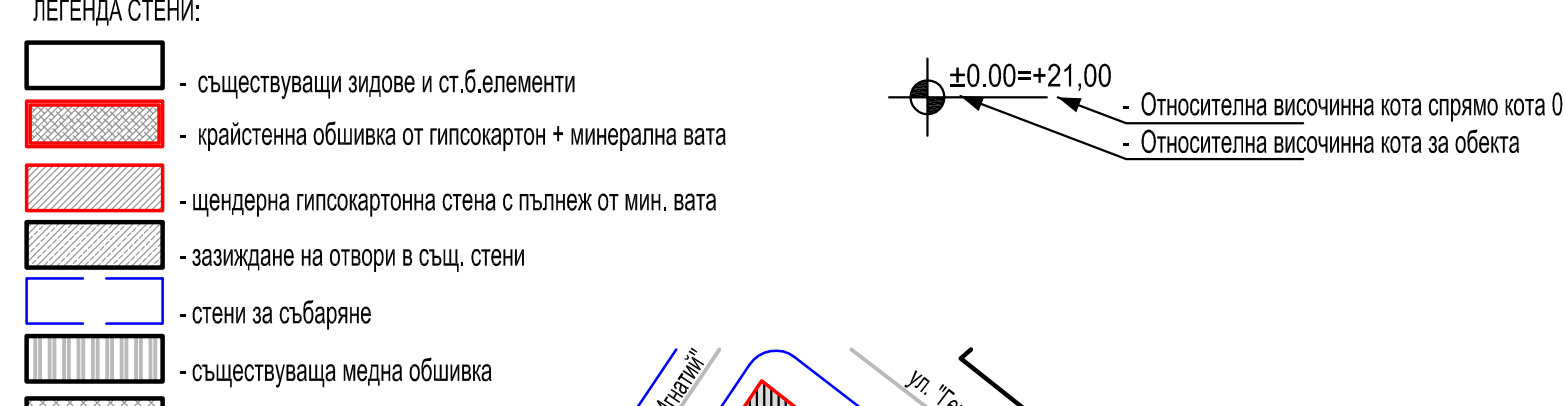 ЛЕГЕНДА СТЕНИ:
- съществуващи зидове и ст.б.елементи
- крайстенна обшивка от гипсокартон + минерална вата
- щендерна гипсокартонна стена с пълнеж от мин. вата
- зазиждане на отвори в същ. стени
- стени за събаряне
- съществуваща медна обшивка
±0.00=+21,00
- Относителна височинна кота спрямо кота 0
- Относителна височинна кота за обекта
ул.